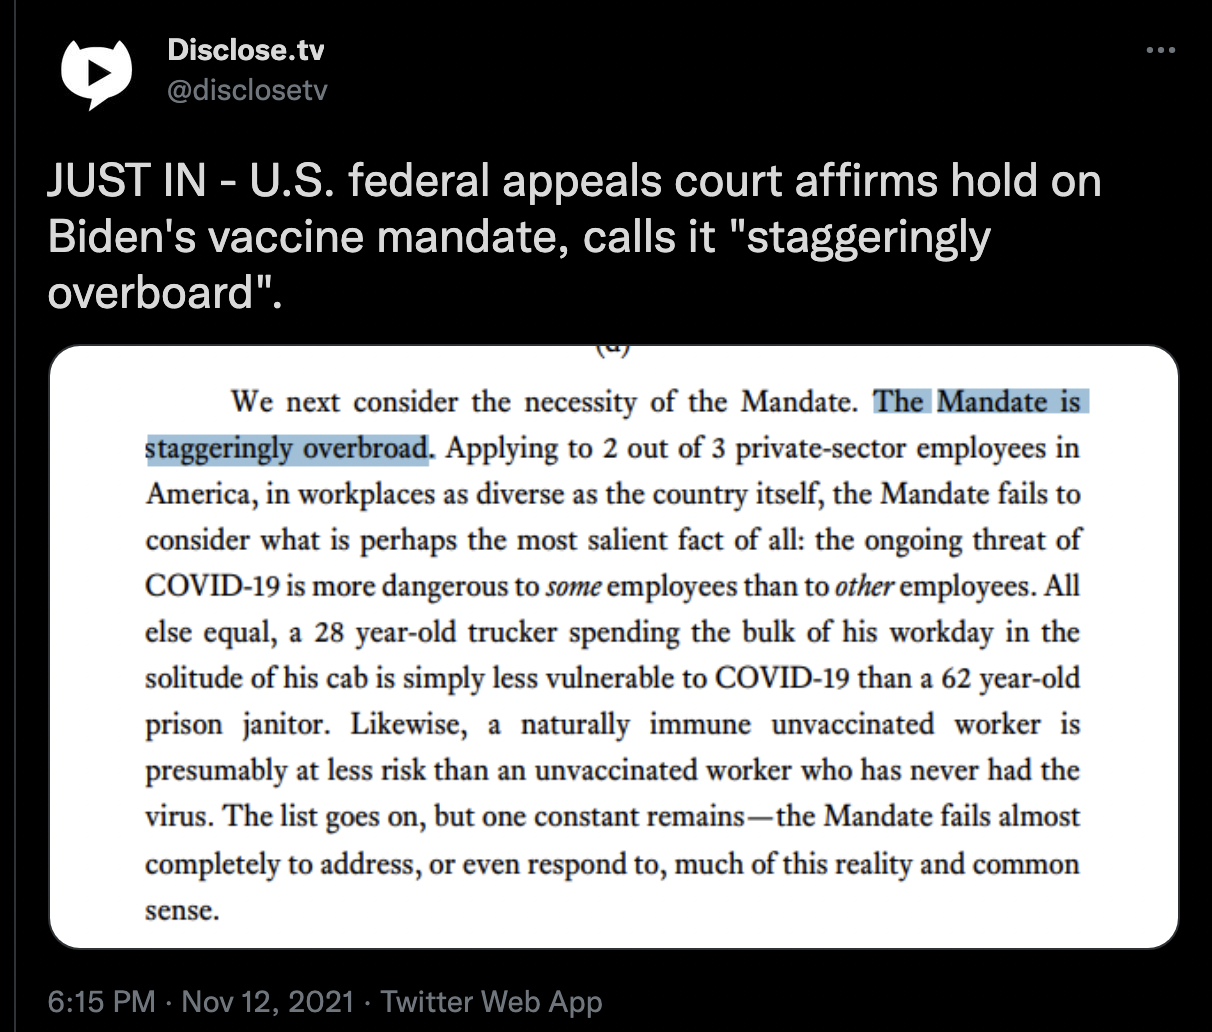 Disclose.tv
@disclosetv
JUST IN - U.S. federal appeals court affirms hold on
Biden's vaccine mandate, calls it "staggeringly
overboard".
(d)
We next consider the necessity of the Mandate. The Mandate is
staggeringly overbroad. Applying to 2 out of 3 private-sector employees in
America, in workplaces as diverse as the country itself, the Mandate fails to
consider what is perhaps the most salient fact of all: the ongoing threat of
COVID-19 is more dangerous to some employees than to other employees. All
else equal, a 28 year-old trucker spending the bulk of his workday in the
solitude of his cab is simply less vulnerable to COVID-19 than a 62 year-old
prison janitor. Likewise, a naturally immune unvaccinated worker is
presumably at less risk than an unvaccinated worker who has never had the
virus. The list goes on, but one constant remains—the Mandate fails almost
completely to address, or even respond to, much of this reality and common
sense.
6:15 PM · Nov 12, 2021 · Twitter Web App